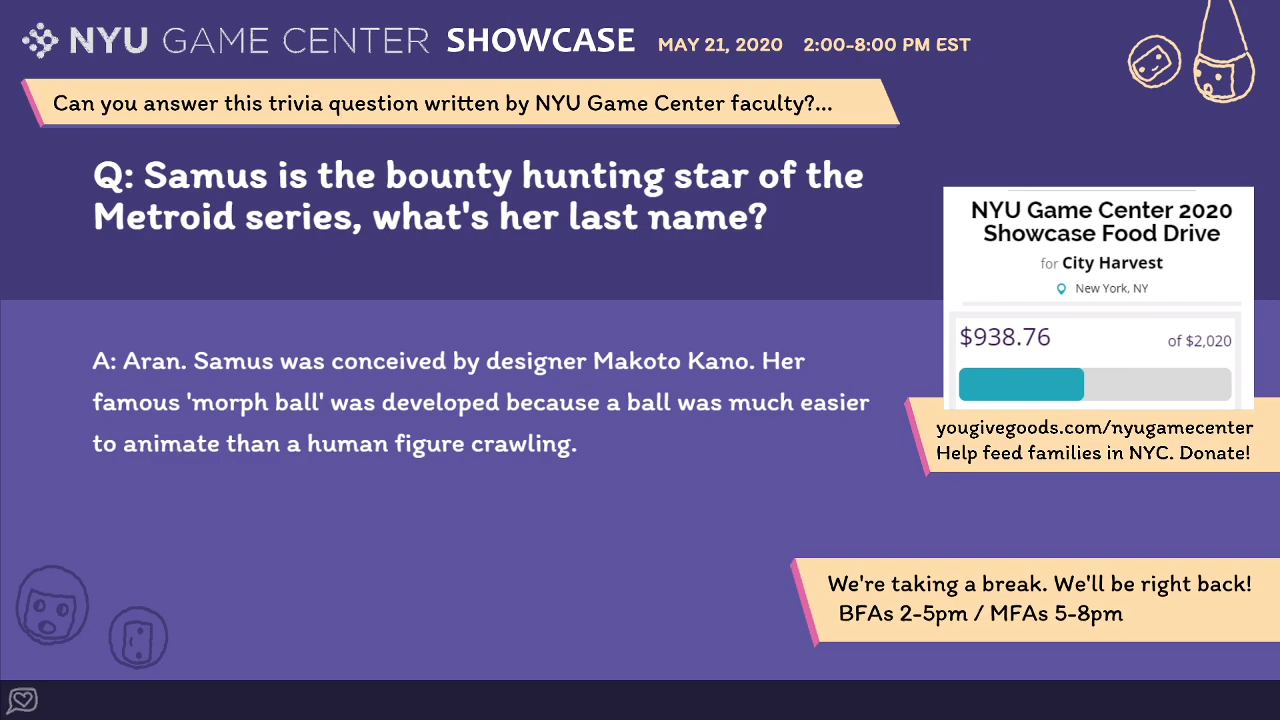 NYU GAME CENTER SHOWCASE MAY 21, 2020 2:00-8:00 PM EST
Can you answer this trivia question written by NYU Game Center faculty?...
Q: Samus is the bounty hunting star of the
Metroid series, what's her last name?
A: Aran. Samus was conceived by designer Makoto Kano. Her
famous 'morph ball' was developed because a ball was much easier
to animate than a human figure crawling.
NYU Game Center 2020
Showcase Food Drive
for City Harvest
New York, NY
$938.76 of $2,020
yougivegoods.com/nyugamecenter
Help feed families in NYC. Donate!
We're taking a break. We'll be right back!
BFAs 2-5pm / MFAs 5-8pm